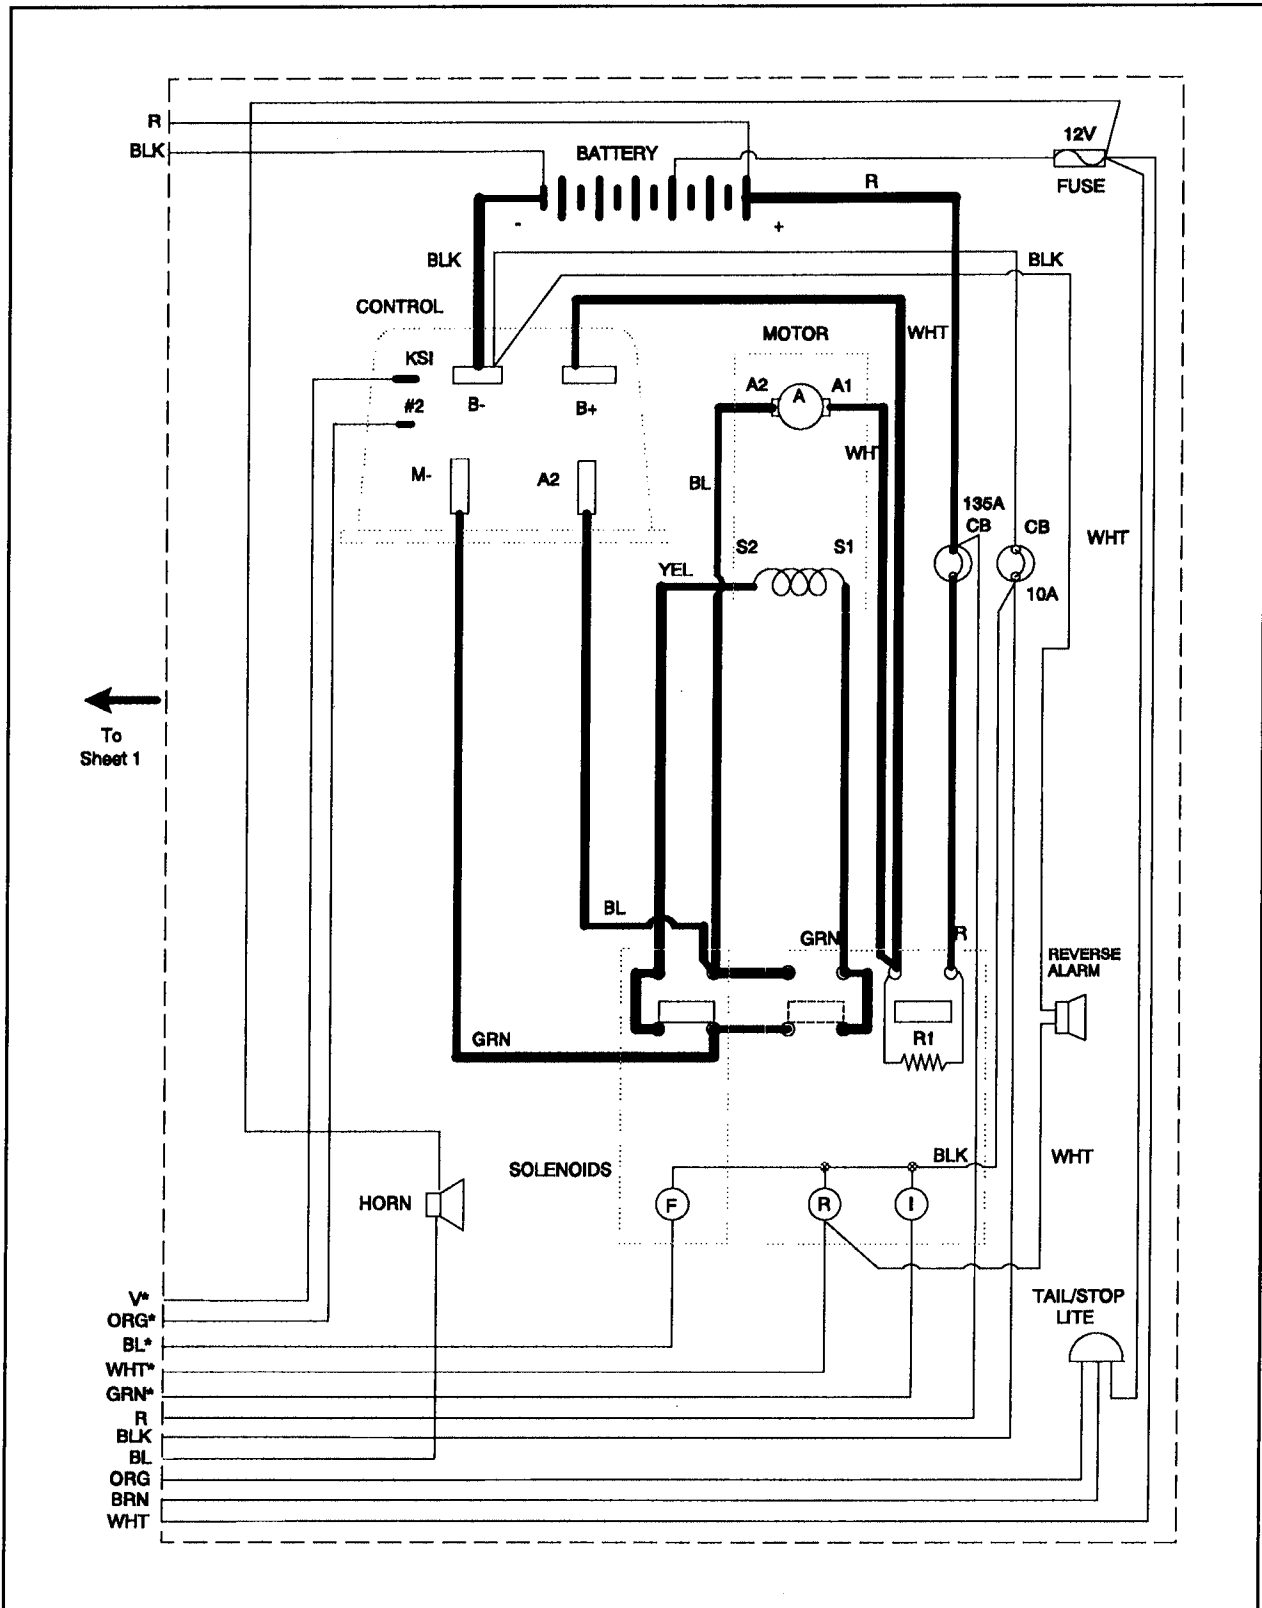 R
12V
BLK
BATTERY
FUSE
R
-
+
BLK
BLK
CONTROL
MOTOR
WHT
KSI
A2
A
A1
#2
B-
B+
WHT
M-
A2
BL
135A
CB
CB
WHT
S2
S1
YEL
10A
To
Sheet 1
BL
GRN
R
REVERSE
ALARM
GRN
R1
BLK
WHT
SOLENOIDS
HORN
F
R
I
V*
TAIL/STOP
LITE
ORG*
BL*
WHT*
GRN*
R
BLK
BL
ORG
BRN
WHT